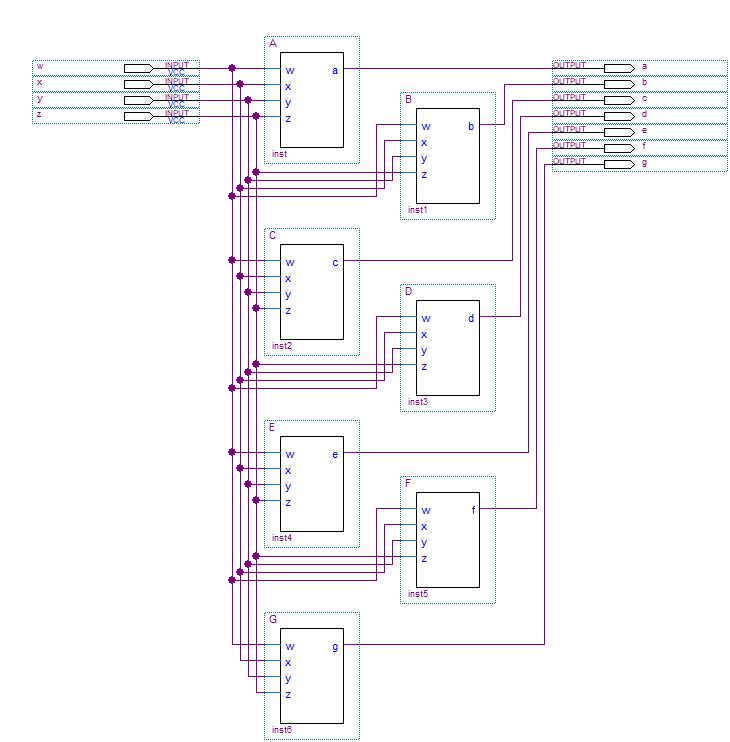 A
w INPUT VCC w a OUTPUT a
x INPUT VCC x OUTPUT b
y INPUT VCC y B OUTPUT c
z INPUT VCC z OUTPUT d
w b OUTPUT e
x OUTPUT f
inst y OUTPUT g
z
inst1
C
w c
x
y D
z
w d
inst2 x
y
z
inst3
E
w e
x
y F
z
w f
inst4 x
y
z
inst5
G
w g
x
y
z
inst6